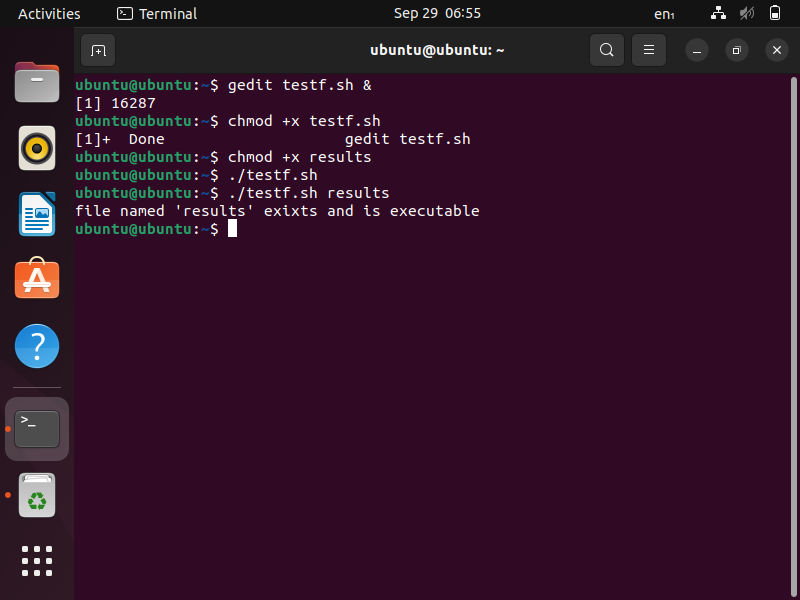 Activities Terminal Sep 29 06:55 en₁
ubuntu@ubuntu: ~
ubuntu@ubuntu:~$ gedit testf.sh &
[1] 16287
ubuntu@ubuntu:~$ chmod +x testf.sh
[1]+  Done                    gedit testf.sh
ubuntu@ubuntu:~$ chmod +x results
ubuntu@ubuntu:~$ ./testf.sh
ubuntu@ubuntu:~$ ./testf.sh results
file named 'results' exixts and is executable
ubuntu@ubuntu:~$